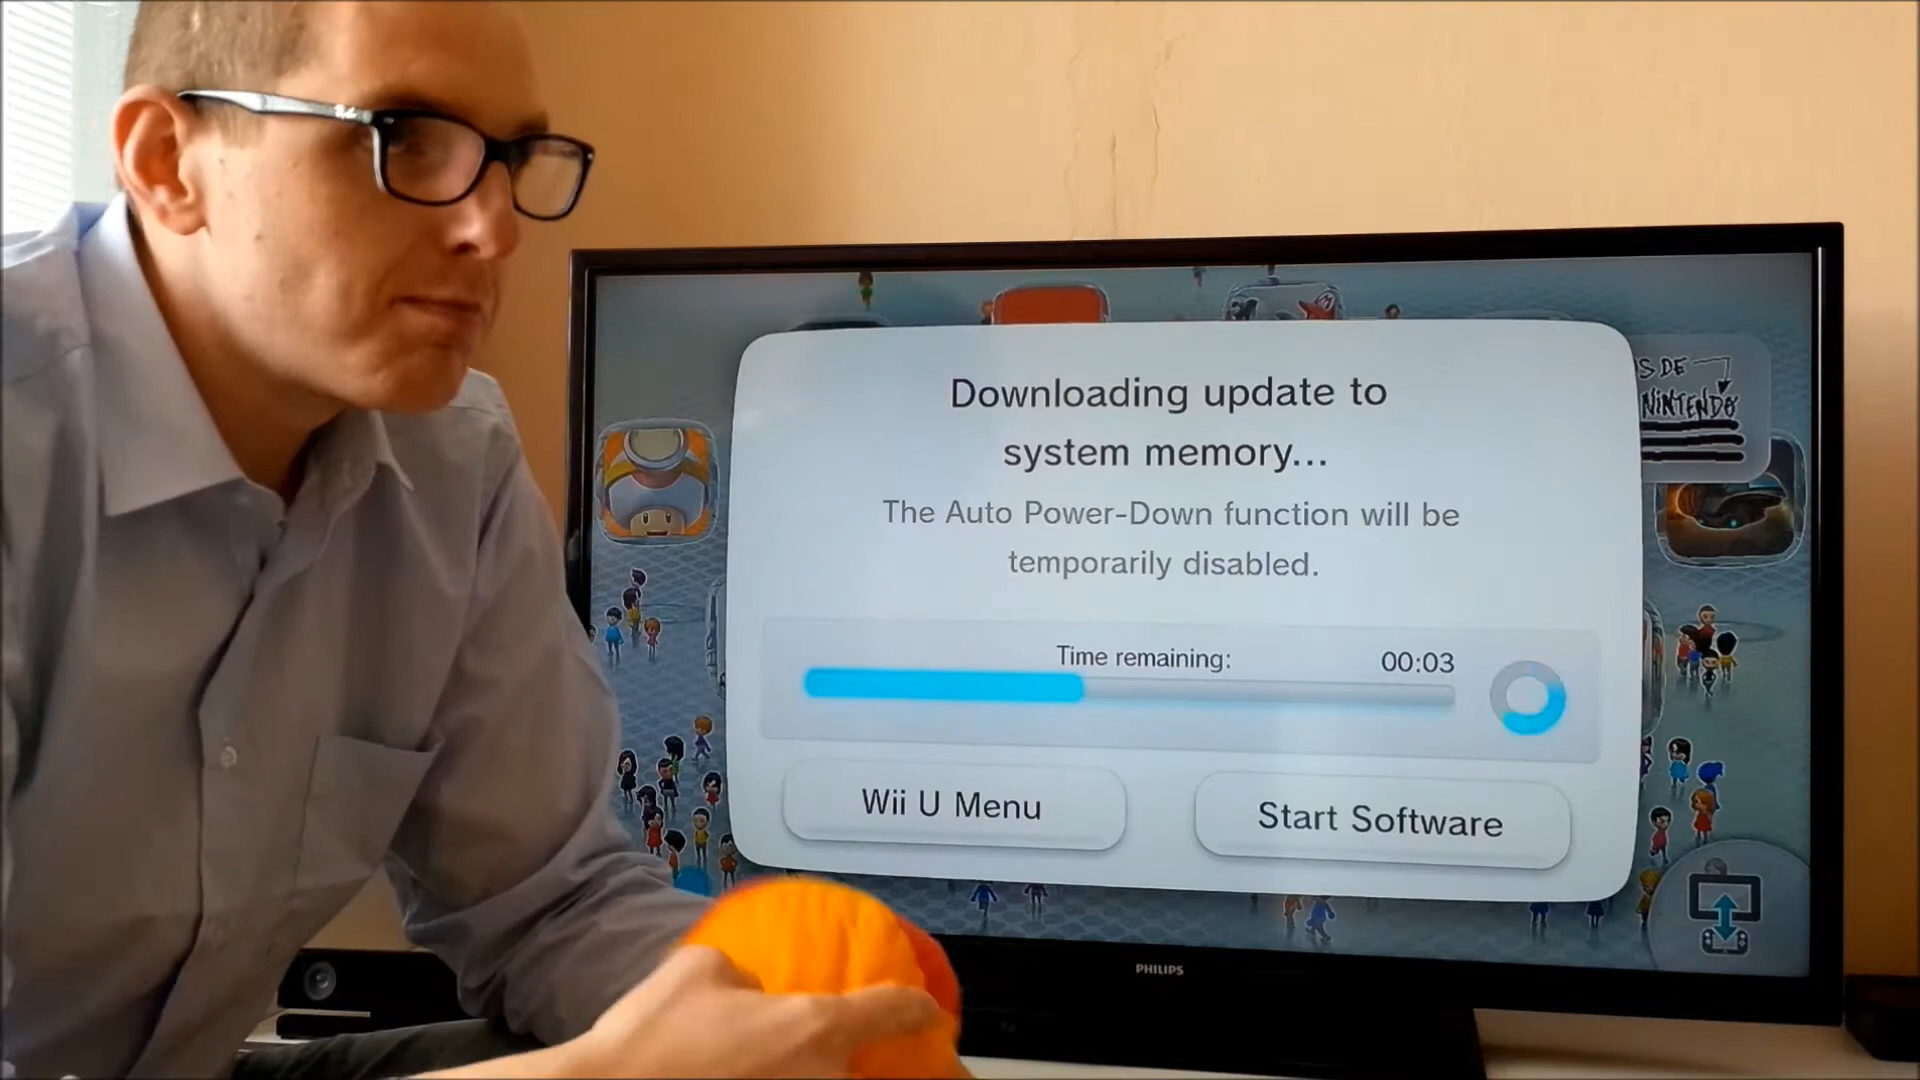 Downloading update to
system memory...
The Auto Power-Down function will be
temporarily disabled.
Time remaining: 00:03
Wii U Menu
Start Software
S DE
NINTENDO
PHILIPS